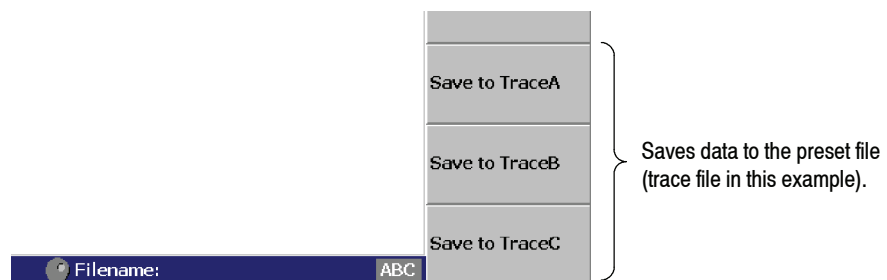 Save to TraceA
Save to TraceB
Saves data to the preset file
(trace file in this example).
Save to TraceC
Filename:
ABC